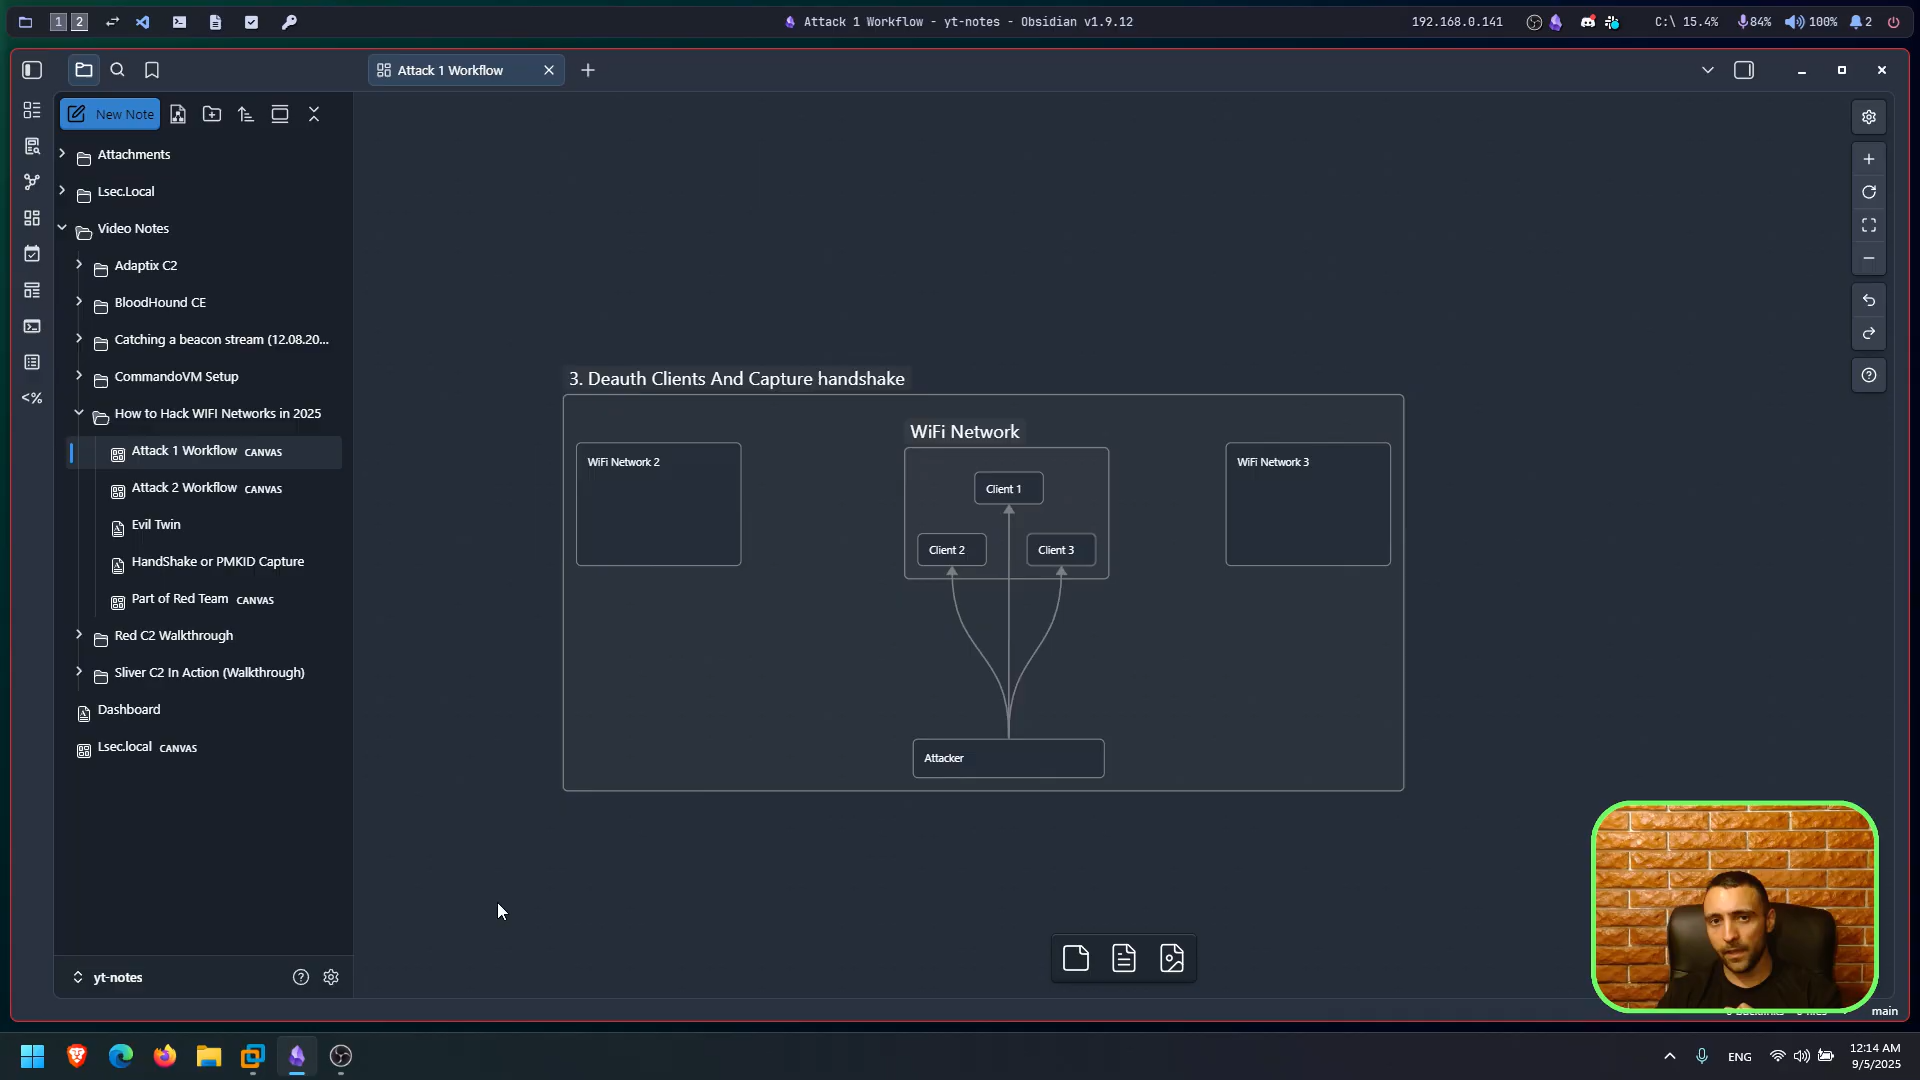 1 2
Attack 1 Workflow - yt-notes - Obsidian v1.9.12
192.168.0.141
C:\ 15.4%
84%
100%
2
Attack 1 Workflow
New Note
Attachments
Lsec.Local
Video Notes
Adaptix C2
BloodHound CE
Catching a beacon stream (12.08.20...
CommandoVM Setup
How to Hack WIFI Networks in 2025
Attack 1 Workflow CANVAS
Attack 2 Workflow CANVAS
Evil Twin
HandShake or PMKID Capture
Part of Red Team CANVAS
Red C2 Walkthrough
Sliver C2 In Action (Walkthrough)
Dashboard
Lsec.local CANVAS
yt-notes
<%
3. Deauth Clients And Capture handshake
WiFi Network
WiFi Network 2
WiFi Network 3
Client 1
Client 2
Client 3
Attacker
main
ENG
12:14 AM
9/5/2025